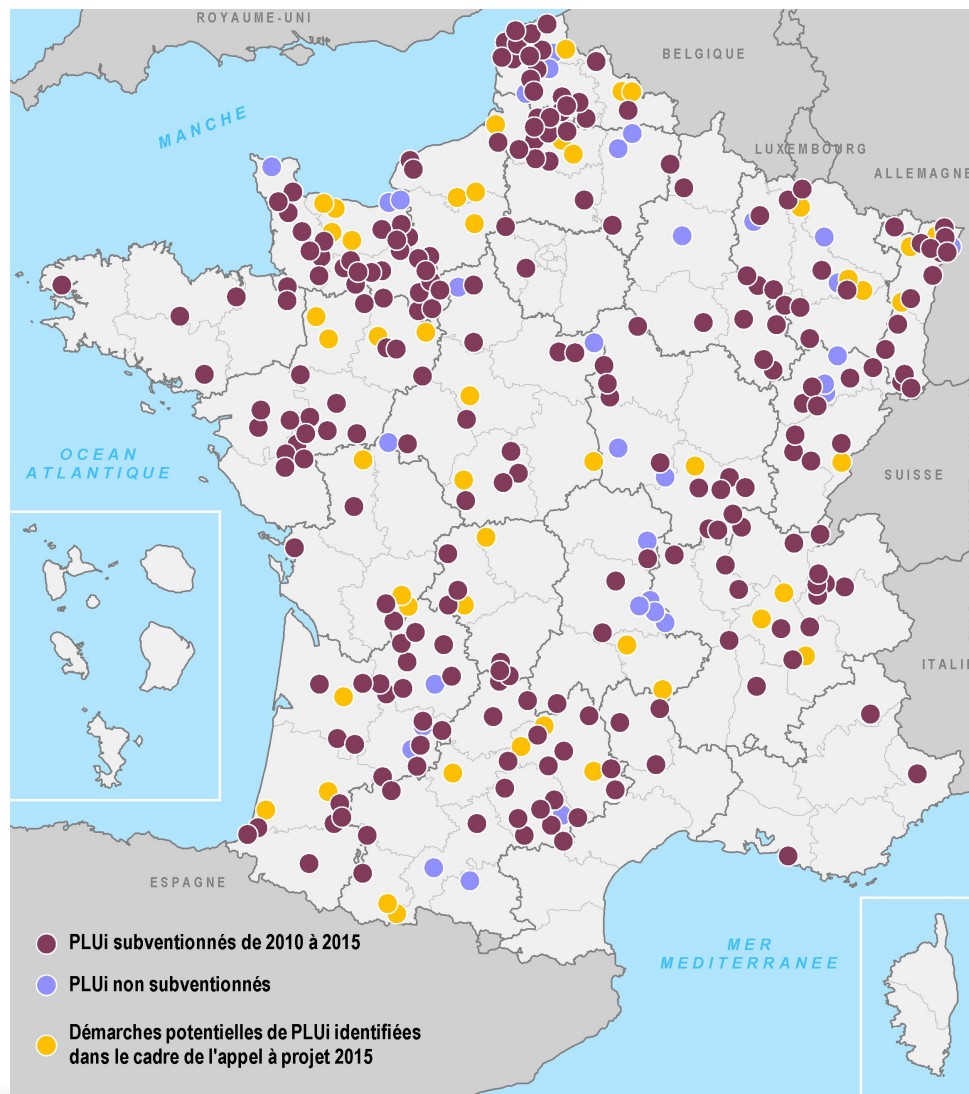 ROYAUME-UNI
BELGIQUE
MANCHE
LUXEMBOURG
ALLEMAGNE
OCEAN
ATLANTIQUE
SUISSE
ITALI
ESPAGNE
PLUi subventionnés de 2010 à 2015
PLUi non subventionnés
Démarches potentielles de PLUi identifiées
dans le cadre de l'appel à projet 2015
MER
MEDITERRANEE